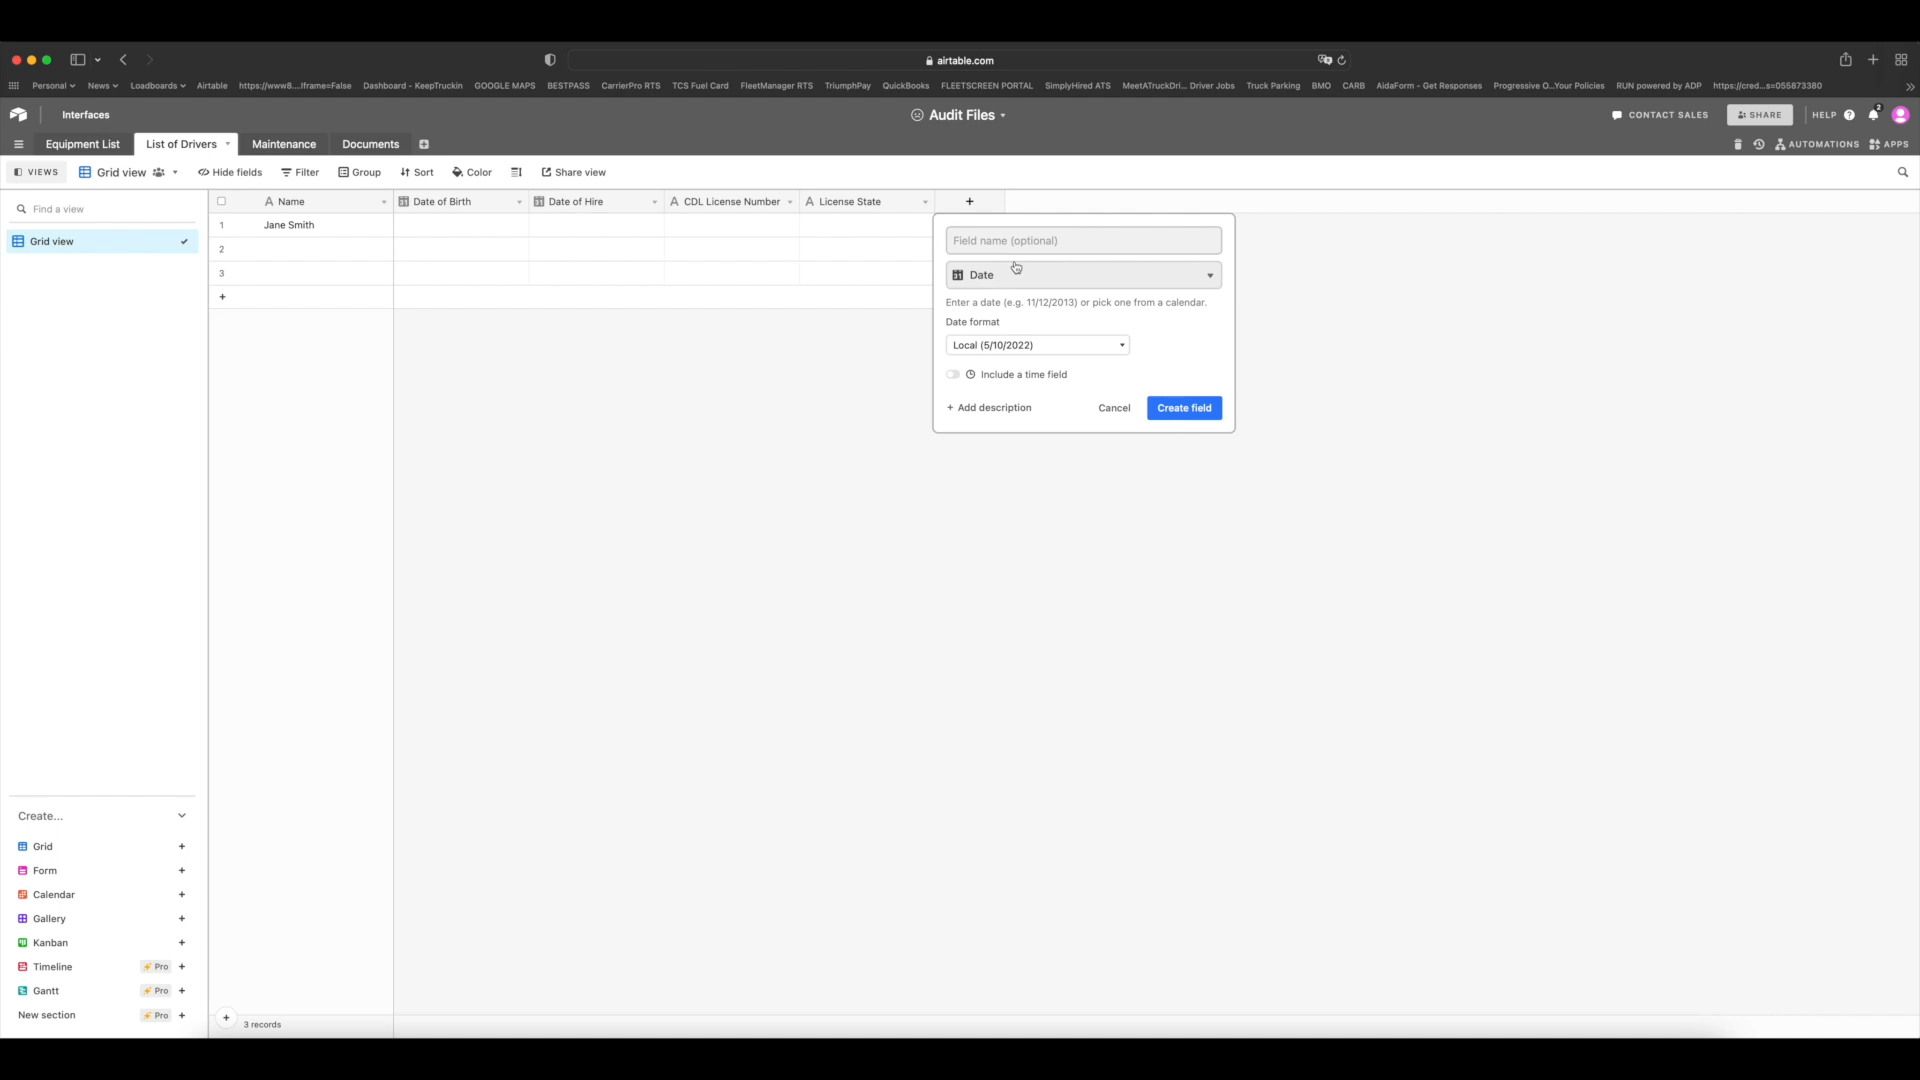 airtable.com
Personal News Loadboards Airtable https://www8....Iframe=False Dashboard - KeepTruckin GOOGLE MAPS BESTPASS CarrierPro RTS TCS Fuel Card FleetManager RTS TriumphPay QuickBooks FLEETSCREEN PORTAL SimplyHired ATS MeetATruckDri... Driver Jobs Truck Parking BMO CARB AidaForm - Get Responses Progressive O...Your Policies RUN powered by ADP https://cred...s=055873380
Interfaces Audit Files CONTACT SALES SHARE HELP 2
Equipment List List of Drivers Maintenance Documents AUTOMATIONS APPS
VIEWS Grid view Hide fields Filter Group Sort Color Share view
Find a view
Grid view
Name Date of Birth Date of Hire CDL License Number License State +
1 Jane Smith
2
3
+
Field name (optional)
Date
Enter a date (e.g. 11/12/2013) or pick one from a calendar.
Date format
Local (5/10/2022)
Include a time field
+ Add description Cancel Create field
Create...
Grid +
Form +
Calendar +
Gallery +
Kanban +
Timeline Pro +
Gantt Pro +
New section Pro +
+ 3 records